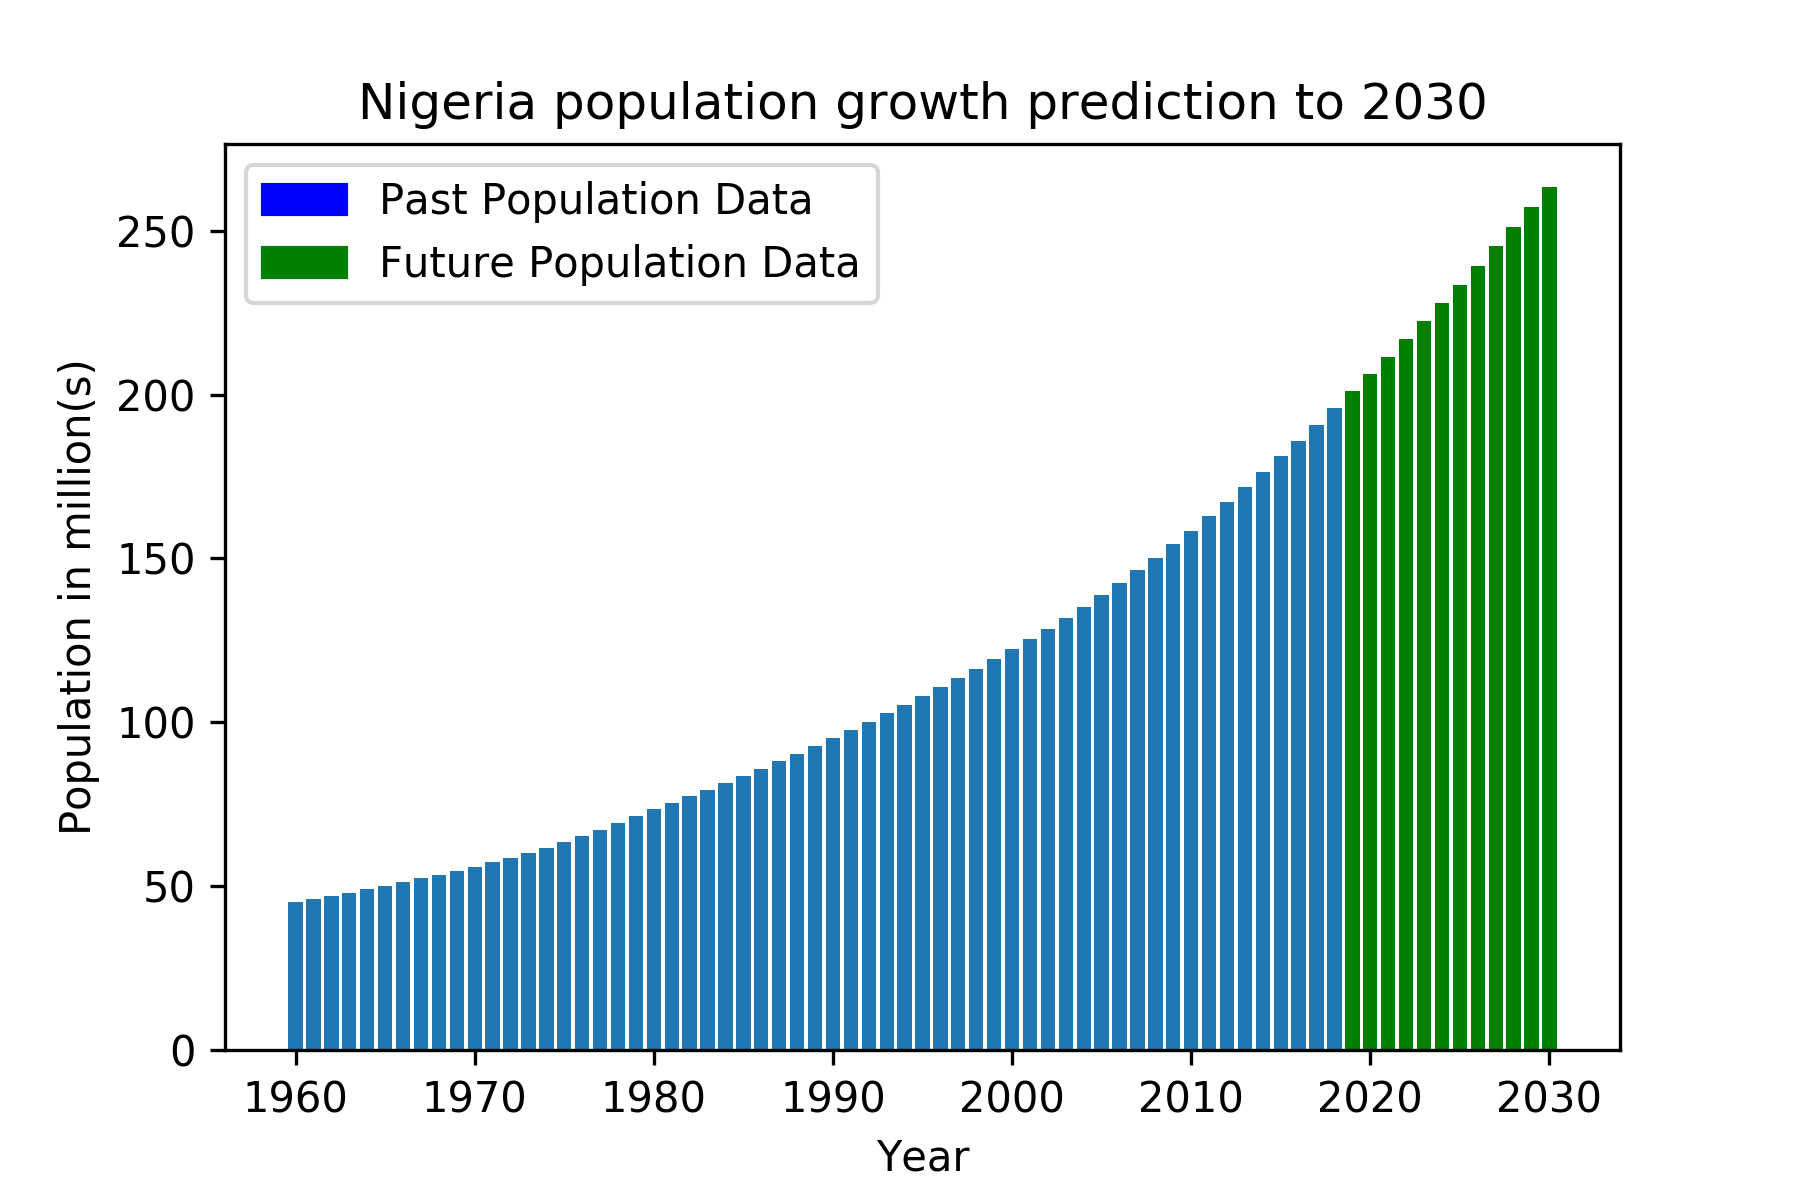 Nigeria population growth prediction to 2030
Past Population Data
Future Population Data
Population in million(s)
250
200
150
100
50
0
1960 1970 1980 1990 2000 2010 2020 2030
Year